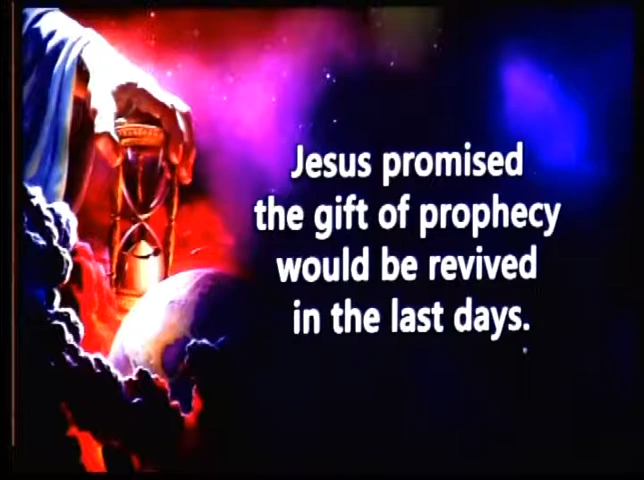 Jesus promised
the gift of prophecy
would be revived
in the last days.